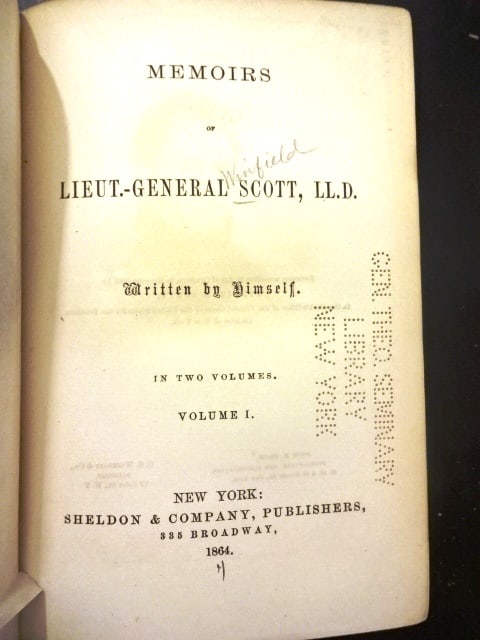 MEMOIRS
OF
Winfield
LIEUT.-GENERAL SCOTT, LL.D.
Written by Himself.
IN TWO VOLUMES.
VOLUME I.
NEW YORK:
SHELDON & COMPANY, PUBLISHERS,
335 BROADWAY,
1864.
GEN. THEO. SEMINARY
LIBRARY
NEW YORK